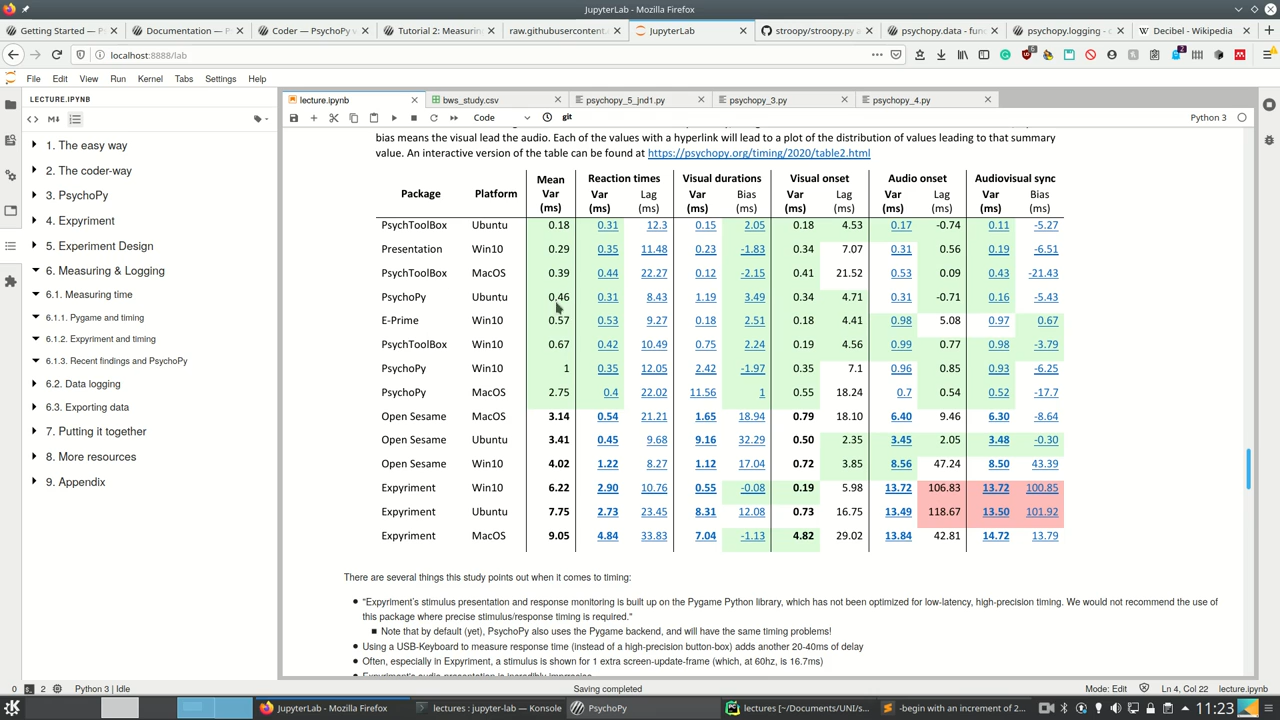 JupyterLab - Mozilla Firefox
Getting Started — PsyC
Documentation — Ps
Coder — PsychoPy v
Tutorial 2: Measurin
raw.githubusercontent.
JupyterLab
stroopy/stroopy.py a
psychopy.data - func
psychopy.logging - c
Decibel - Wikipedia
localhost:8888/lab
File Edit View Run Kernel Tabs Settings Help
LECTURE.IPYNB
lecture.ipynb
bws_study.csv
psychopy_5_jnd1.py
psychopy_3.py
psychopy_4.py
Code
git
Python 3
1. The easy way
2. The coder-way
3. PsychoPy
4. Expyriment
5. Experiment Design
6. Measuring & Logging
6.1. Measuring time
6.1.1. Pygame and timing
6.1.2. Expyriment and timing
6.1.3. Recent findings and PsychoPy
6.2. Data logging
6.3. Exporting data
7. Putting it together
8. More resources
9. Appendix
bias means the visual lead the audio. Each of the values with a hyperlink will lead to a plot of the distribution of values leading to that summary
value. An interactive version of the table can be found at https://psychopy.org/timing/2020/table2.html
Mean Reaction times Visual durations Visual onset Audio onset Audiovisual sync
Package Platform Var Var Lag Var Bias Var Lag Var Lag Var Bias
(ms) (ms) (ms) (ms) (ms) (ms) (ms) (ms) (ms) (ms) (ms)
PsychToolBox Ubuntu 0.18 0.31 12.3 0.15 2.05 0.18 4.53 0.17 -0.74 0.11 -5.27
Presentation Win10 0.29 0.35 11.48 0.23 -1.83 0.34 7.07 0.31 0.56 0.19 -6.51
PsychToolBox MacOS 0.39 0.44 22.27 0.12 -2.15 0.41 21.52 0.53 0.09 0.43 -21.43
PsychoPy Ubuntu 0.46 0.31 8.43 1.19 3.49 0.34 4.71 0.31 -0.71 0.16 -5.43
E-Prime Win10 0.57 0.53 9.27 0.18 2.51 0.18 4.41 0.98 5.08 0.97 0.67
PsychToolBox Win10 0.67 0.42 10.49 0.75 2.24 0.19 4.56 0.99 0.77 0.98 -3.79
PsychoPy Win10 1 0.35 12.05 2.42 -1.97 0.35 7.1 0.96 0.85 0.93 -6.25
PsychoPy MacOS 2.75 0.4 22.02 11.56 1 0.55 18.24 0.7 0.54 0.52 -17.7
Open Sesame MacOS 3.14 0.54 21.21 1.65 18.94 0.79 18.10 6.40 9.46 6.30 -8.64
Open Sesame Ubuntu 3.41 0.45 9.68 9.16 32.29 0.50 2.35 3.45 2.05 3.48 -0.30
Open Sesame Win10 4.02 1.22 8.27 1.12 17.04 0.72 3.85 8.56 47.24 8.50 43.39
Expyriment Win10 6.22 2.90 10.76 0.55 -0.08 0.19 5.98 13.72 106.83 13.72 100.85
Expyriment Ubuntu 7.75 2.73 23.45 8.31 12.08 0.73 16.75 13.49 118.67 13.50 101.92
Expyriment MacOS 9.05 4.84 33.83 7.04 -1.13 4.82 29.02 13.84 42.81 14.72 13.79
There are several things this study points out when it comes to timing:
"Expyriment's stimulus presentation and response monitoring is built up on the Pygame Python library, which has not been optimized for low-latency, high-precision timing. We would not recommend the use of
this package where precise stimulus/response timing is required."
Note that by default (yet), PsychoPy also uses the Pygame backend, and will have the same timing problems!
Using a USB-Keyboard to measure response time (instead of a high-precision button-box) adds another 20-40ms of delay
Often, especially in Expyriment, a stimulus is shown for 1 extra screen-update-frame (which, at 60hz, is 16.7ms)
0 2 Python 3 | Idle Saving completed Mode: Edit Ln 4, Col 22 lecture.ipynb
JupyterLab - Mozilla Firefox
lectures : jupyter-lab — Konsole
PsychoPy
lectures [~/Documents/UNI/s...
-begin with an increment of 2...
11:23